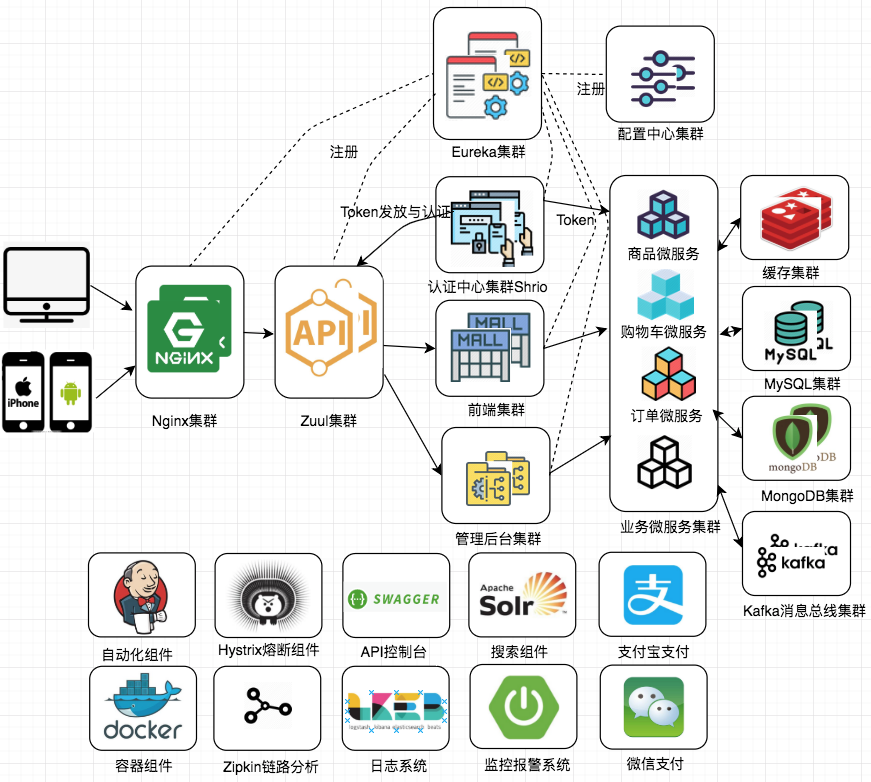 Eureka集群
注册
配置中心集群
注册
Token发放与认证
Token
认证中心集群Shrio
商品微服务
缓存集群
iPhone
NGINX
Nginx集群
API
Zuul集群
MALL
MALL
前端集群
购物车微服务
MySQL
QL
MySQL集群
订单微服务
mongoDB
DB
MongoDB集群
管理后台集群
业务微服务集群
kafka
kafka
Kafka消息总线集群
自动化组件
Hystrix熔断组件
SWAGGER
API控制台
Apache
Solr
搜索组件
支
支付宝支付
docker
容器组件
Zipkin链路分析
logstash kibana elasticsearch beats
日志系统
监控报警系统
微信支付